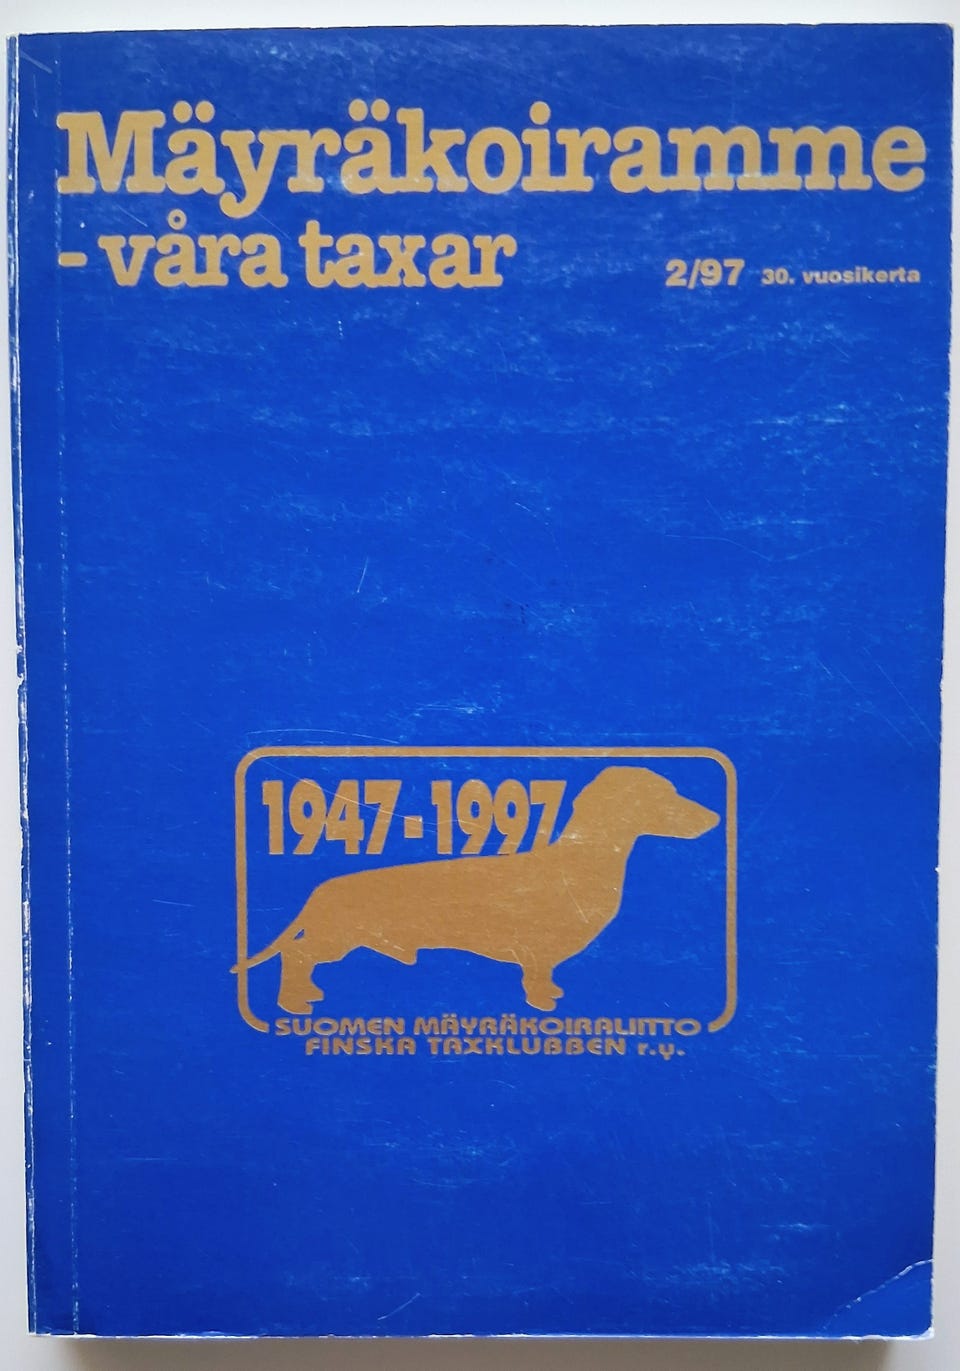 Mäyräkoiramme
- våra taxar
2/97 30. vuosikerta
1947-1997
SUOMEN MÄYRÄKOIRALIITTO
FINSKA TAXKLUBBEN r.y.